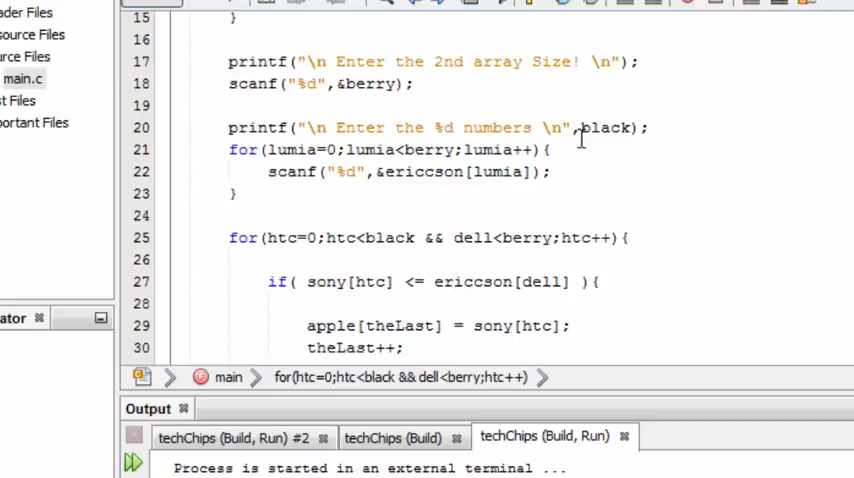 ader Files
source Files
rce Files
main.c
st Files
portant Files
15 }
16
17 printf("\n Enter the 2nd array Size! \n");
18 scanf("%d",&berry);
19
20 printf("\n Enter the %d numbers \n",black);
21 for(lumia=0;lumia<berry;lumia++){
22 scanf("%d",&ericcson[lumia]);
23 }
24
25 for(htc=0;htc<black && dell<berry;htc++){
26
27 if( sony[htc] <= ericcson[dell] ){
28
29 apple[theLast] = sony[htc];
30 theLast++;
ator
main for(htc=0;htc<black && dell<berry;htc++)
Output
techChips (Build, Run) #2 techChips (Build) techChips (Build, Run)
Process is started in an external terminal ...